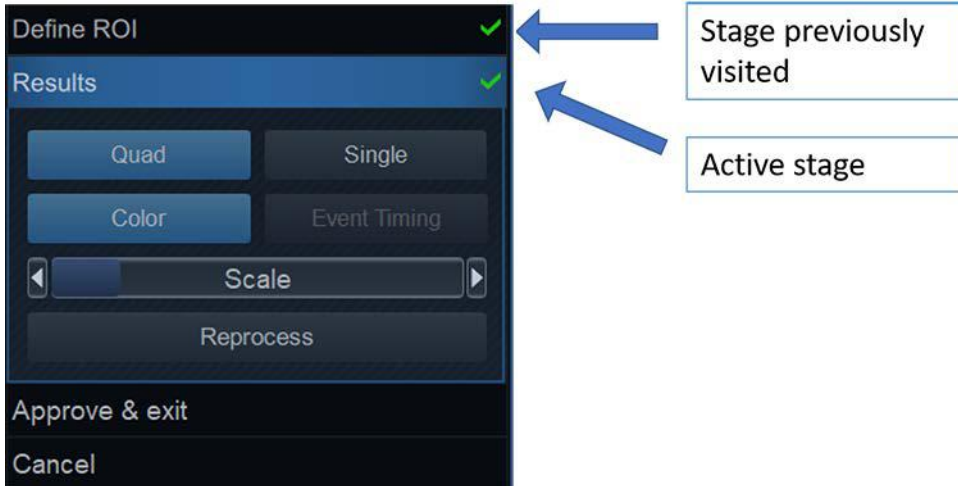 Define ROI
Results
Quad
Single
Color
Event Timing
Scale
Reprocess
Approve & exit
Cancel
Stage previously
visited
Active stage